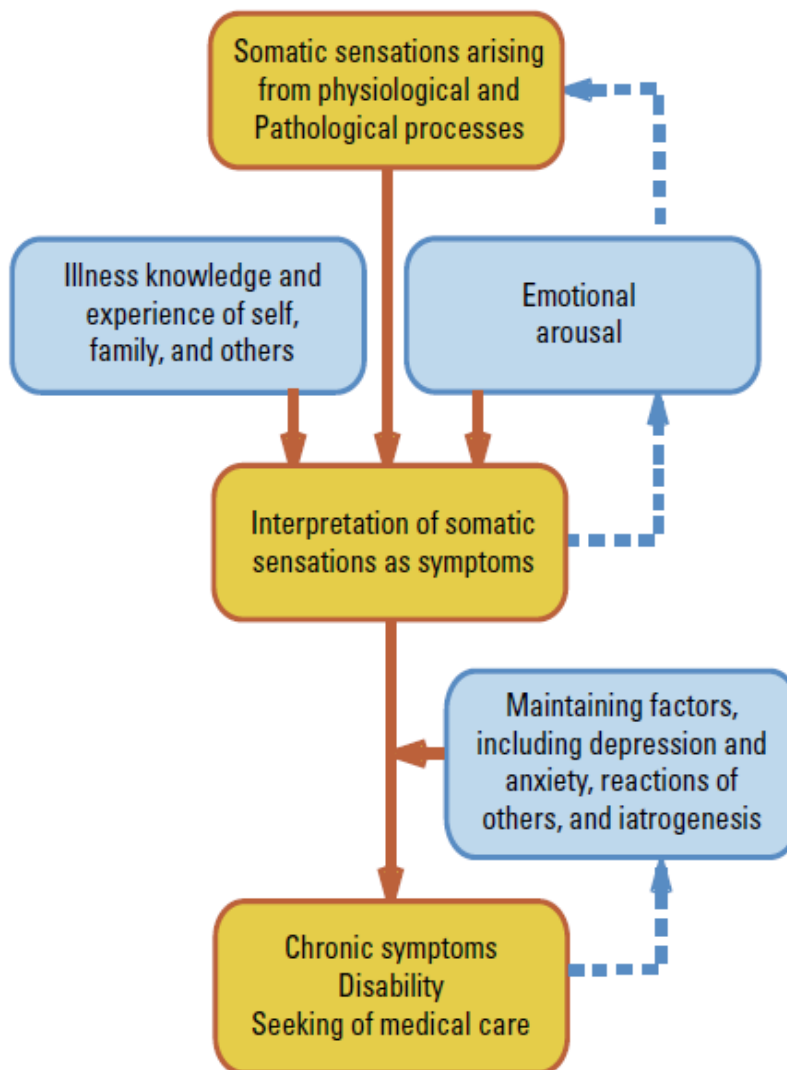 Somatic sensations arising
from physiological and
Pathological processes
Illness knowledge and
experience of self,
family, and others
Emotional
arousal
Interpretation of somatic
sensations as symptoms
Maintaining factors,
including depression and
anxiety, reactions of
others, and iatrogenesis
Chronic symptoms
Disability
Seeking of medical care